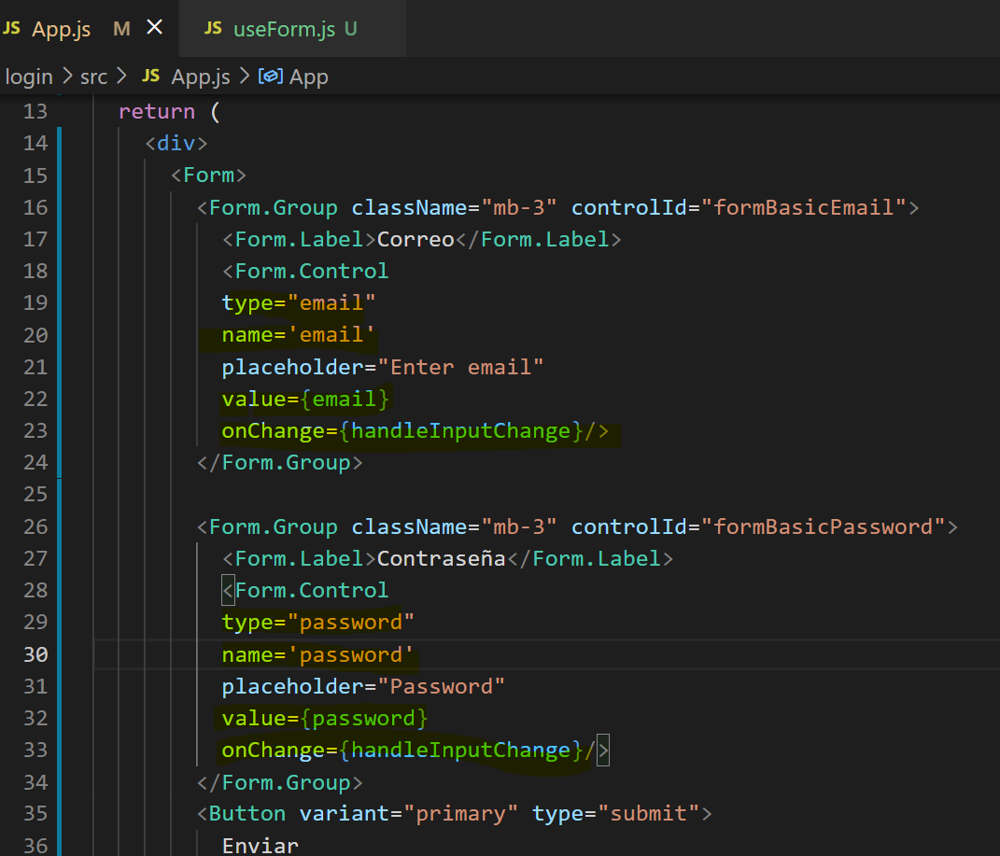 JS App.js M × JS useForm.js U
login > src > JS App.js > App
13 return (
14 <div>
15 <Form>
16 <Form.Group className="mb-3" controlId="formBasicEmail">
17 <Form.Label>Correo</Form.Label>
18 <Form.Control
19 type="email"
20 name='email'
21 placeholder="Enter email"
22 value={email}
23 onChange={handleInputChange}/>
24 </Form.Group>
25
26 <Form.Group className="mb-3" controlId="formBasicPassword">
27 <Form.Label>Contraseña</Form.Label>
28 <Form.Control
29 type="password"
30 name='password'
31 placeholder="Password"
32 value={password}
33 onChange={handleInputChange}/>
34 </Form.Group>
35 <Button variant="primary" type="submit">
36 Enviar